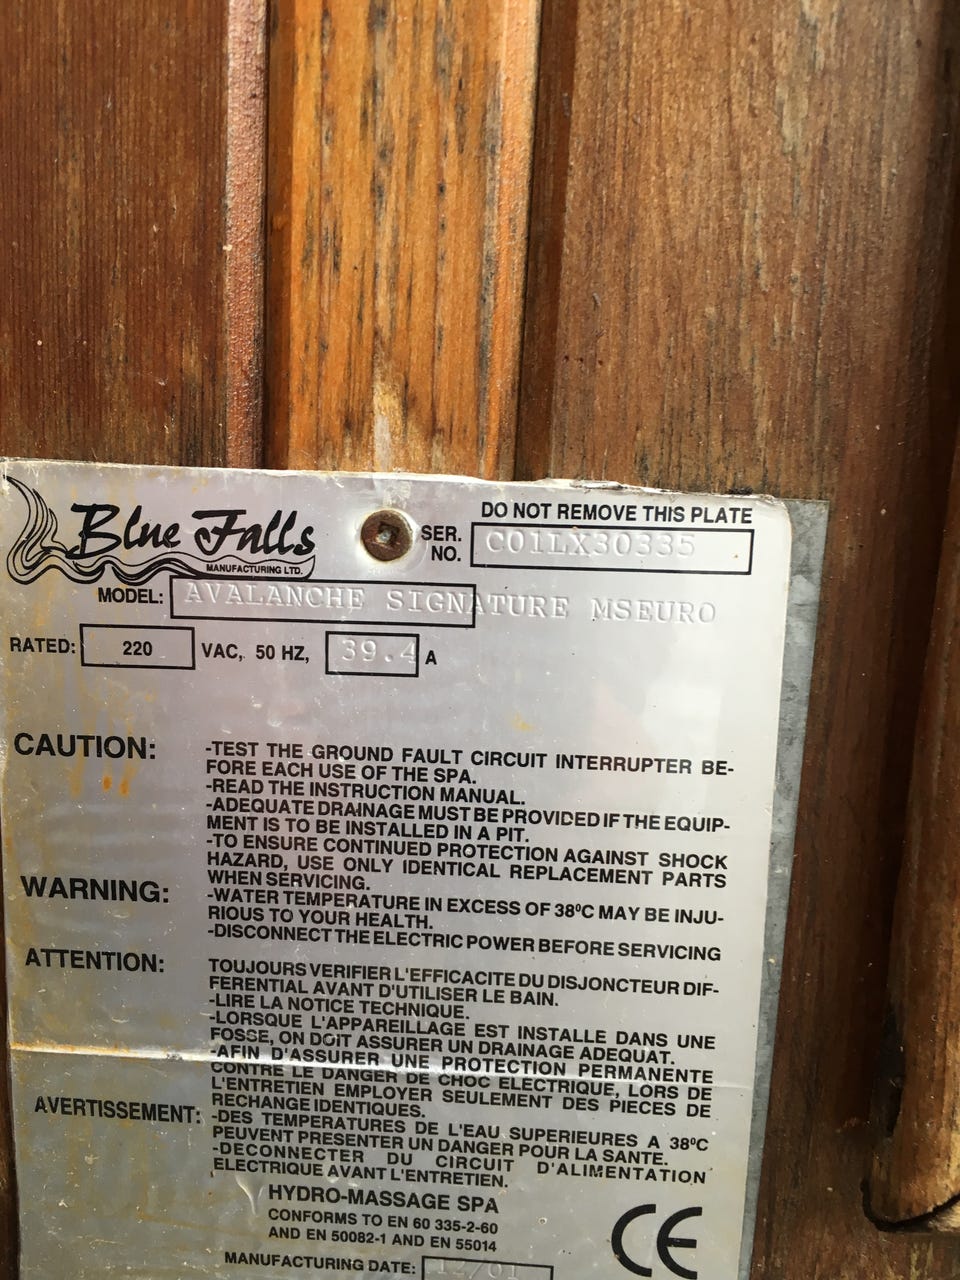 Blue Falls
MANUFACTURING LTD.
DO NOT REMOVE THIS PLATE
SER. NO. C01LX30335
MODEL: AVALANCHE SIGNATURE MSEURO
RATED: 220 VAC, 50 HZ, 39.4 A
CAUTION: -TEST THE GROUND FAULT CIRCUIT INTERRUPTER BE-
FORE EACH USE OF THE SPA.
-READ THE INSTRUCTION MANUAL.
-ADEQUATE DRAINAGE MUST BE PROVIDED IF THE EQUIP-
MENT IS TO BE INSTALLED IN A PIT.
-TO ENSURE CONTINUED PROTECTION AGAINST SHOCK
HAZARD, USE ONLY IDENTICAL REPLACEMENT PARTS
WHEN SERVICING.
WARNING: -WATER TEMPERATURE IN EXCESS OF 38ºC MAY BE INJU-
RIOUS TO YOUR HEALTH.
-DISCONNECT THE ELECTRIC POWER BEFORE SERVICING
ATTENTION: TOUJOURS VERIFIER L'EFFICACITE DU DISJONCTEUR DIF-
FERENTIAL AVANT D'UTILISER LE BAIN.
-LIRE LA NOTICE TECHNIQUE.
-LORSQUE L'APPAREILLAGE EST INSTALLE DANS UNE
FOSSE, ON DOIT ASSURER UN DRAINAGE ADEQUAT.
-AFIN D'ASSURER UNE PROTECTION PERMANENTE
CONTRE LE DANGER DE CHOC ELECTRIQUE, LORS DE
L'ENTRETIEN EMPLOYER SEULEMENT DES PIECES DE
RECHANGE IDENTIQUES.
AVERTISSEMENT: -DES TEMPERATURES DE L'EAU SUPERIEURES A 38ºC
PEUVENT PRESENTER UN DANGER POUR LA SANTE.
-DECONNECTER DU CIRCUIT D'ALIMENTATION
ELECTRIQUE AVANT L'ENTRETIEN.
HYDRO-MASSAGE SPA
CONFORMS TO EN 60 335-2-60
AND EN 50082-1 AND EN 55014
CE
MANUFACTURING DATE: 12/01